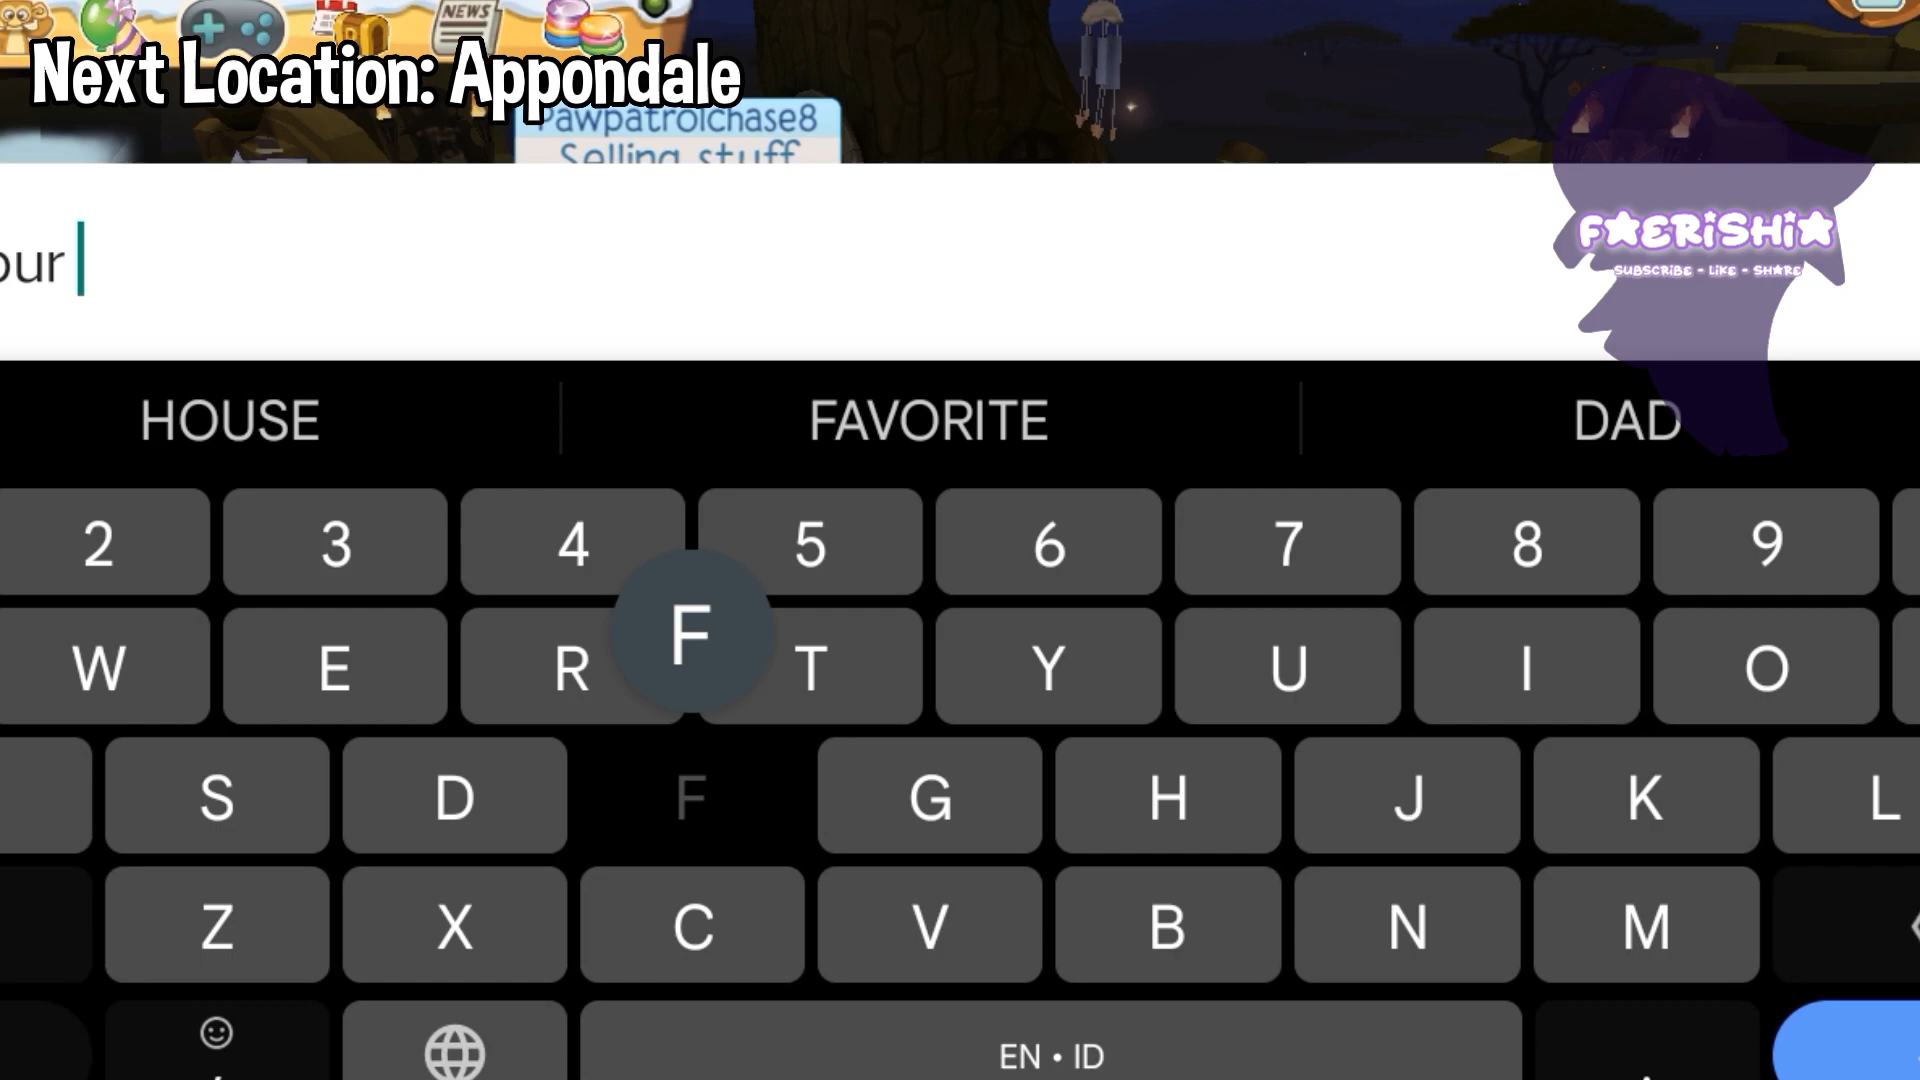 NEWS
Next Location: Appondale
Pawpatrolchase8
Selling stuff
our
F★ERiSHi★
SUBSCRIBE - LIKE - SHARE
HOUSE FAVORITE DAD
2 3 4 5 6 7 8 9
W E R F T Y U I O
S D F G H J K L
Z X C V B N M
EN • ID